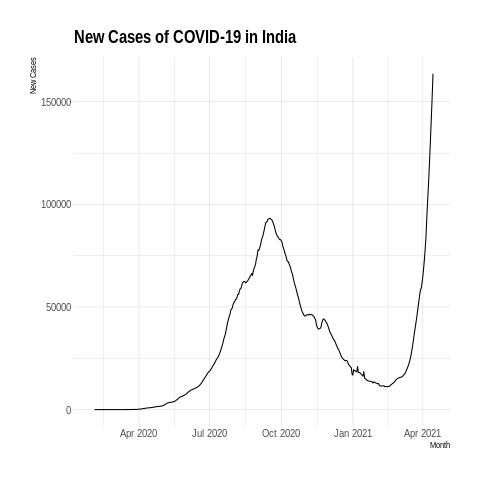 New Cases of COVID-19 in India
New Cases
150000
100000
50000
0
Apr 2020
Jul 2020
Oct 2020
Jan 2021
Apr 2021
Month